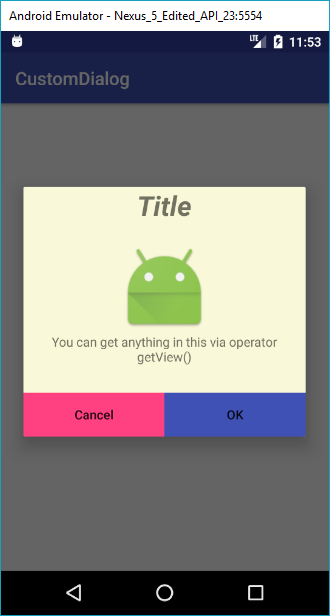 Android Emulator - Nexus_5_Edited_API_23:5554
LTE 11:53
CustomDialog
Title
You can get anything in this via operator
getView()
Cancel OK